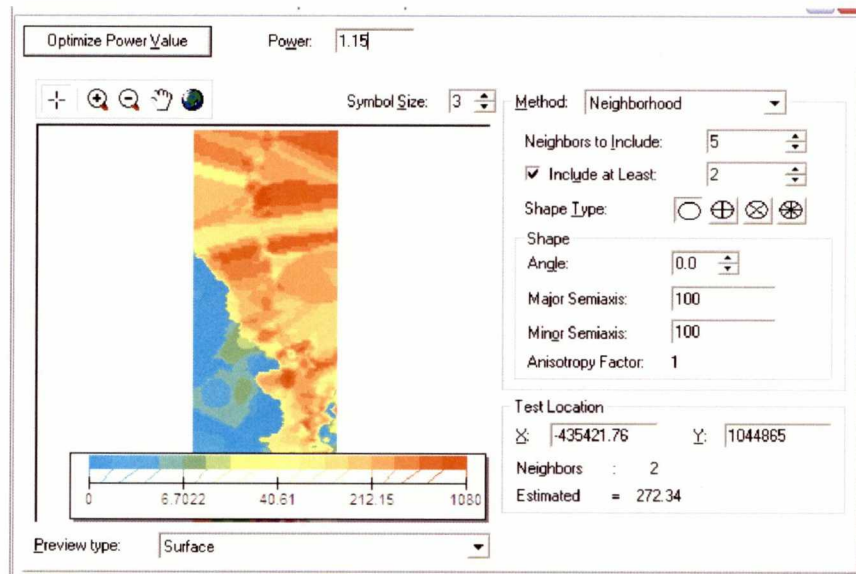 Optimize Power Value Power: 1.15
Symbol Size: 3 Method: Neighborhood
Neighbors to Include: 5
Include at Least: 2
Shape Type:
Shape
Angle: 0.0
Major Semiaxis: 100
Minor Semiaxis: 100
Anisotropy Factor: 1
Test Location
X: -435421.76 Y: 1044865
Neighbors : 2
Estimated = 272.34
0 6.7022 40.61 212.15 1080
Preview type: Surface